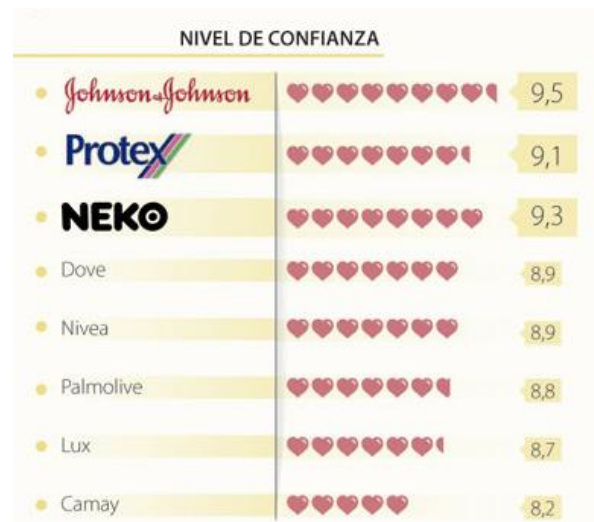 NIVEL DE CONFIANZA
Johnson & Johnson 9,5
Protex 9,1
NEKO 9,3
Dove 8,9
Nivea 8,9
Palmolive 8,8
Lux 8,7
Camay 8,2